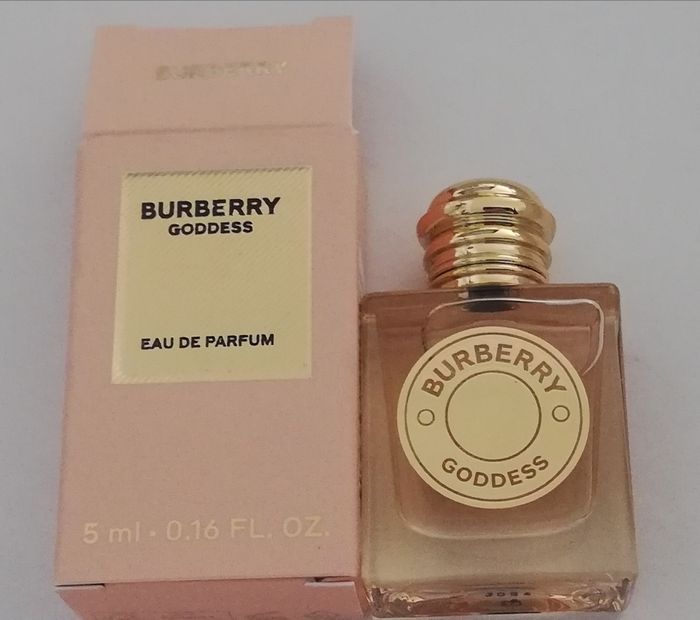 BURBERRY
BURBERRY
GODDESS
EAU DE PARFUM
5 ml · 0.16 FL. OZ.
BURBERRY
GODDESS